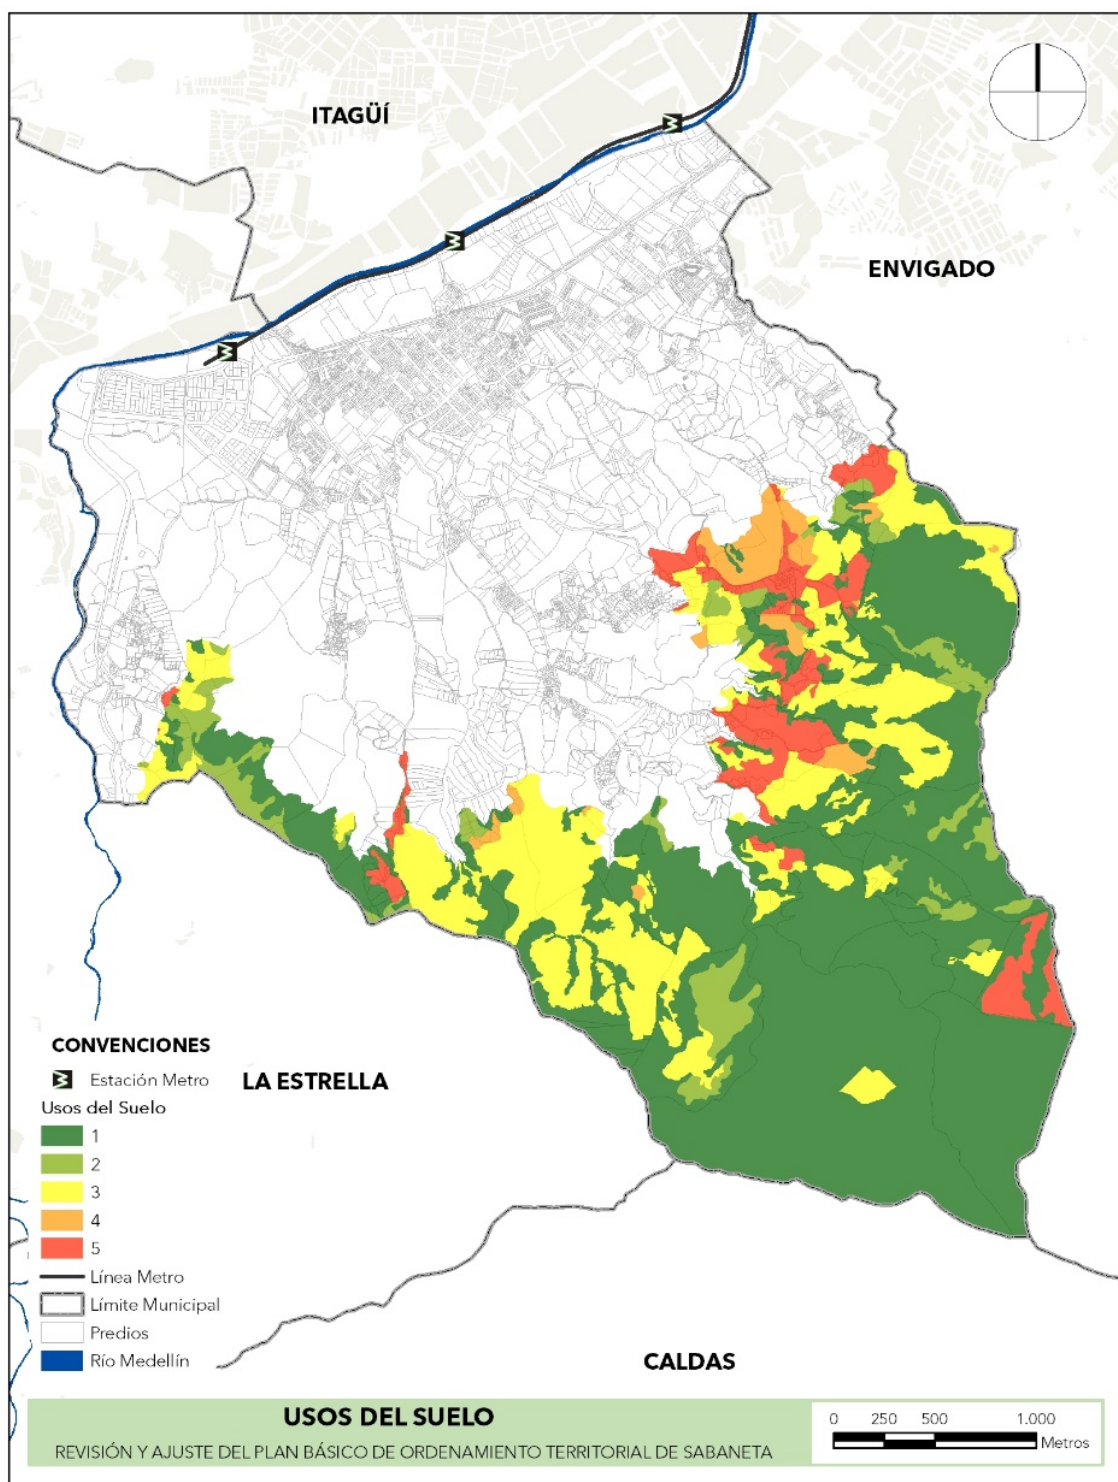 ITAGÜÍ
ENVIGADO
CONVENCIONES
Estación Metro
LA ESTRELLA
Usos del Suelo
1
2
3
4
5
Línea Metro
Límite Municipal
Predios
Río Medellín
CALDAS
USOS DEL SUELO
REVISIÓN Y AJUSTE DEL PLAN BÁSICO DE ORDENAMIENTO TERRITORIAL DE SABANETA
0 250 500 1.000
Metros